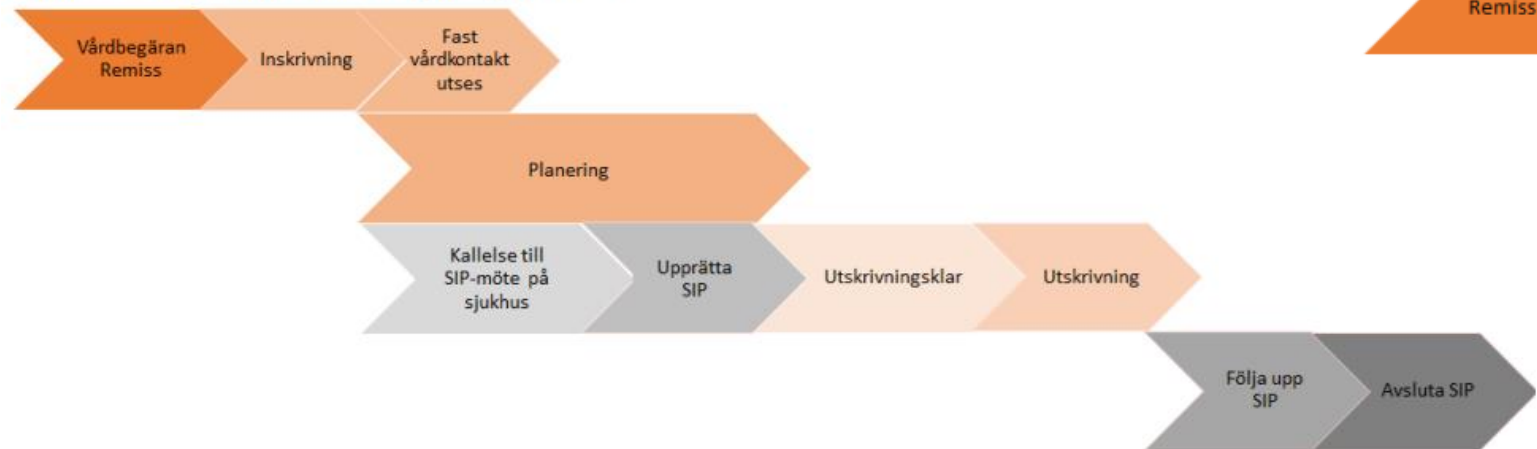 Remiss
Vårdbegäran
Remiss
Inskrivning
Fast
vårdkontakt
utses
Planering
Kallelse till
SIP-möte på
sjukhus
Upprätta
SIP
Utskrivningsklar
Utskrivning
Följa upp
SIP
Avsluta SIP